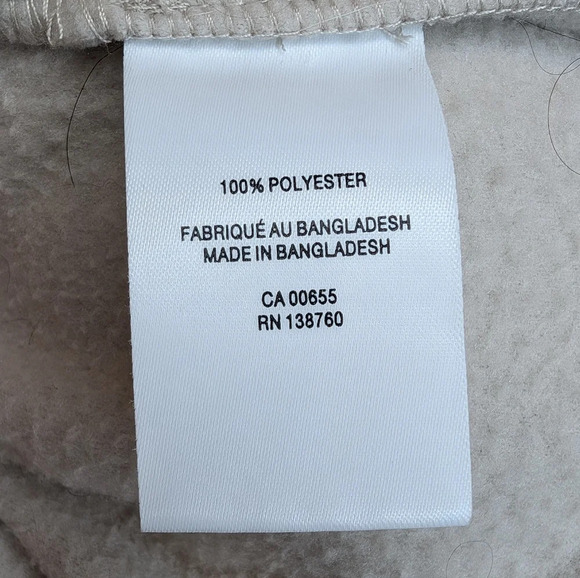 100% POLYESTER
FABRIQUÉ AU BANGLADESH
MADE IN BANGLADESH
CA 00655
RN 138760